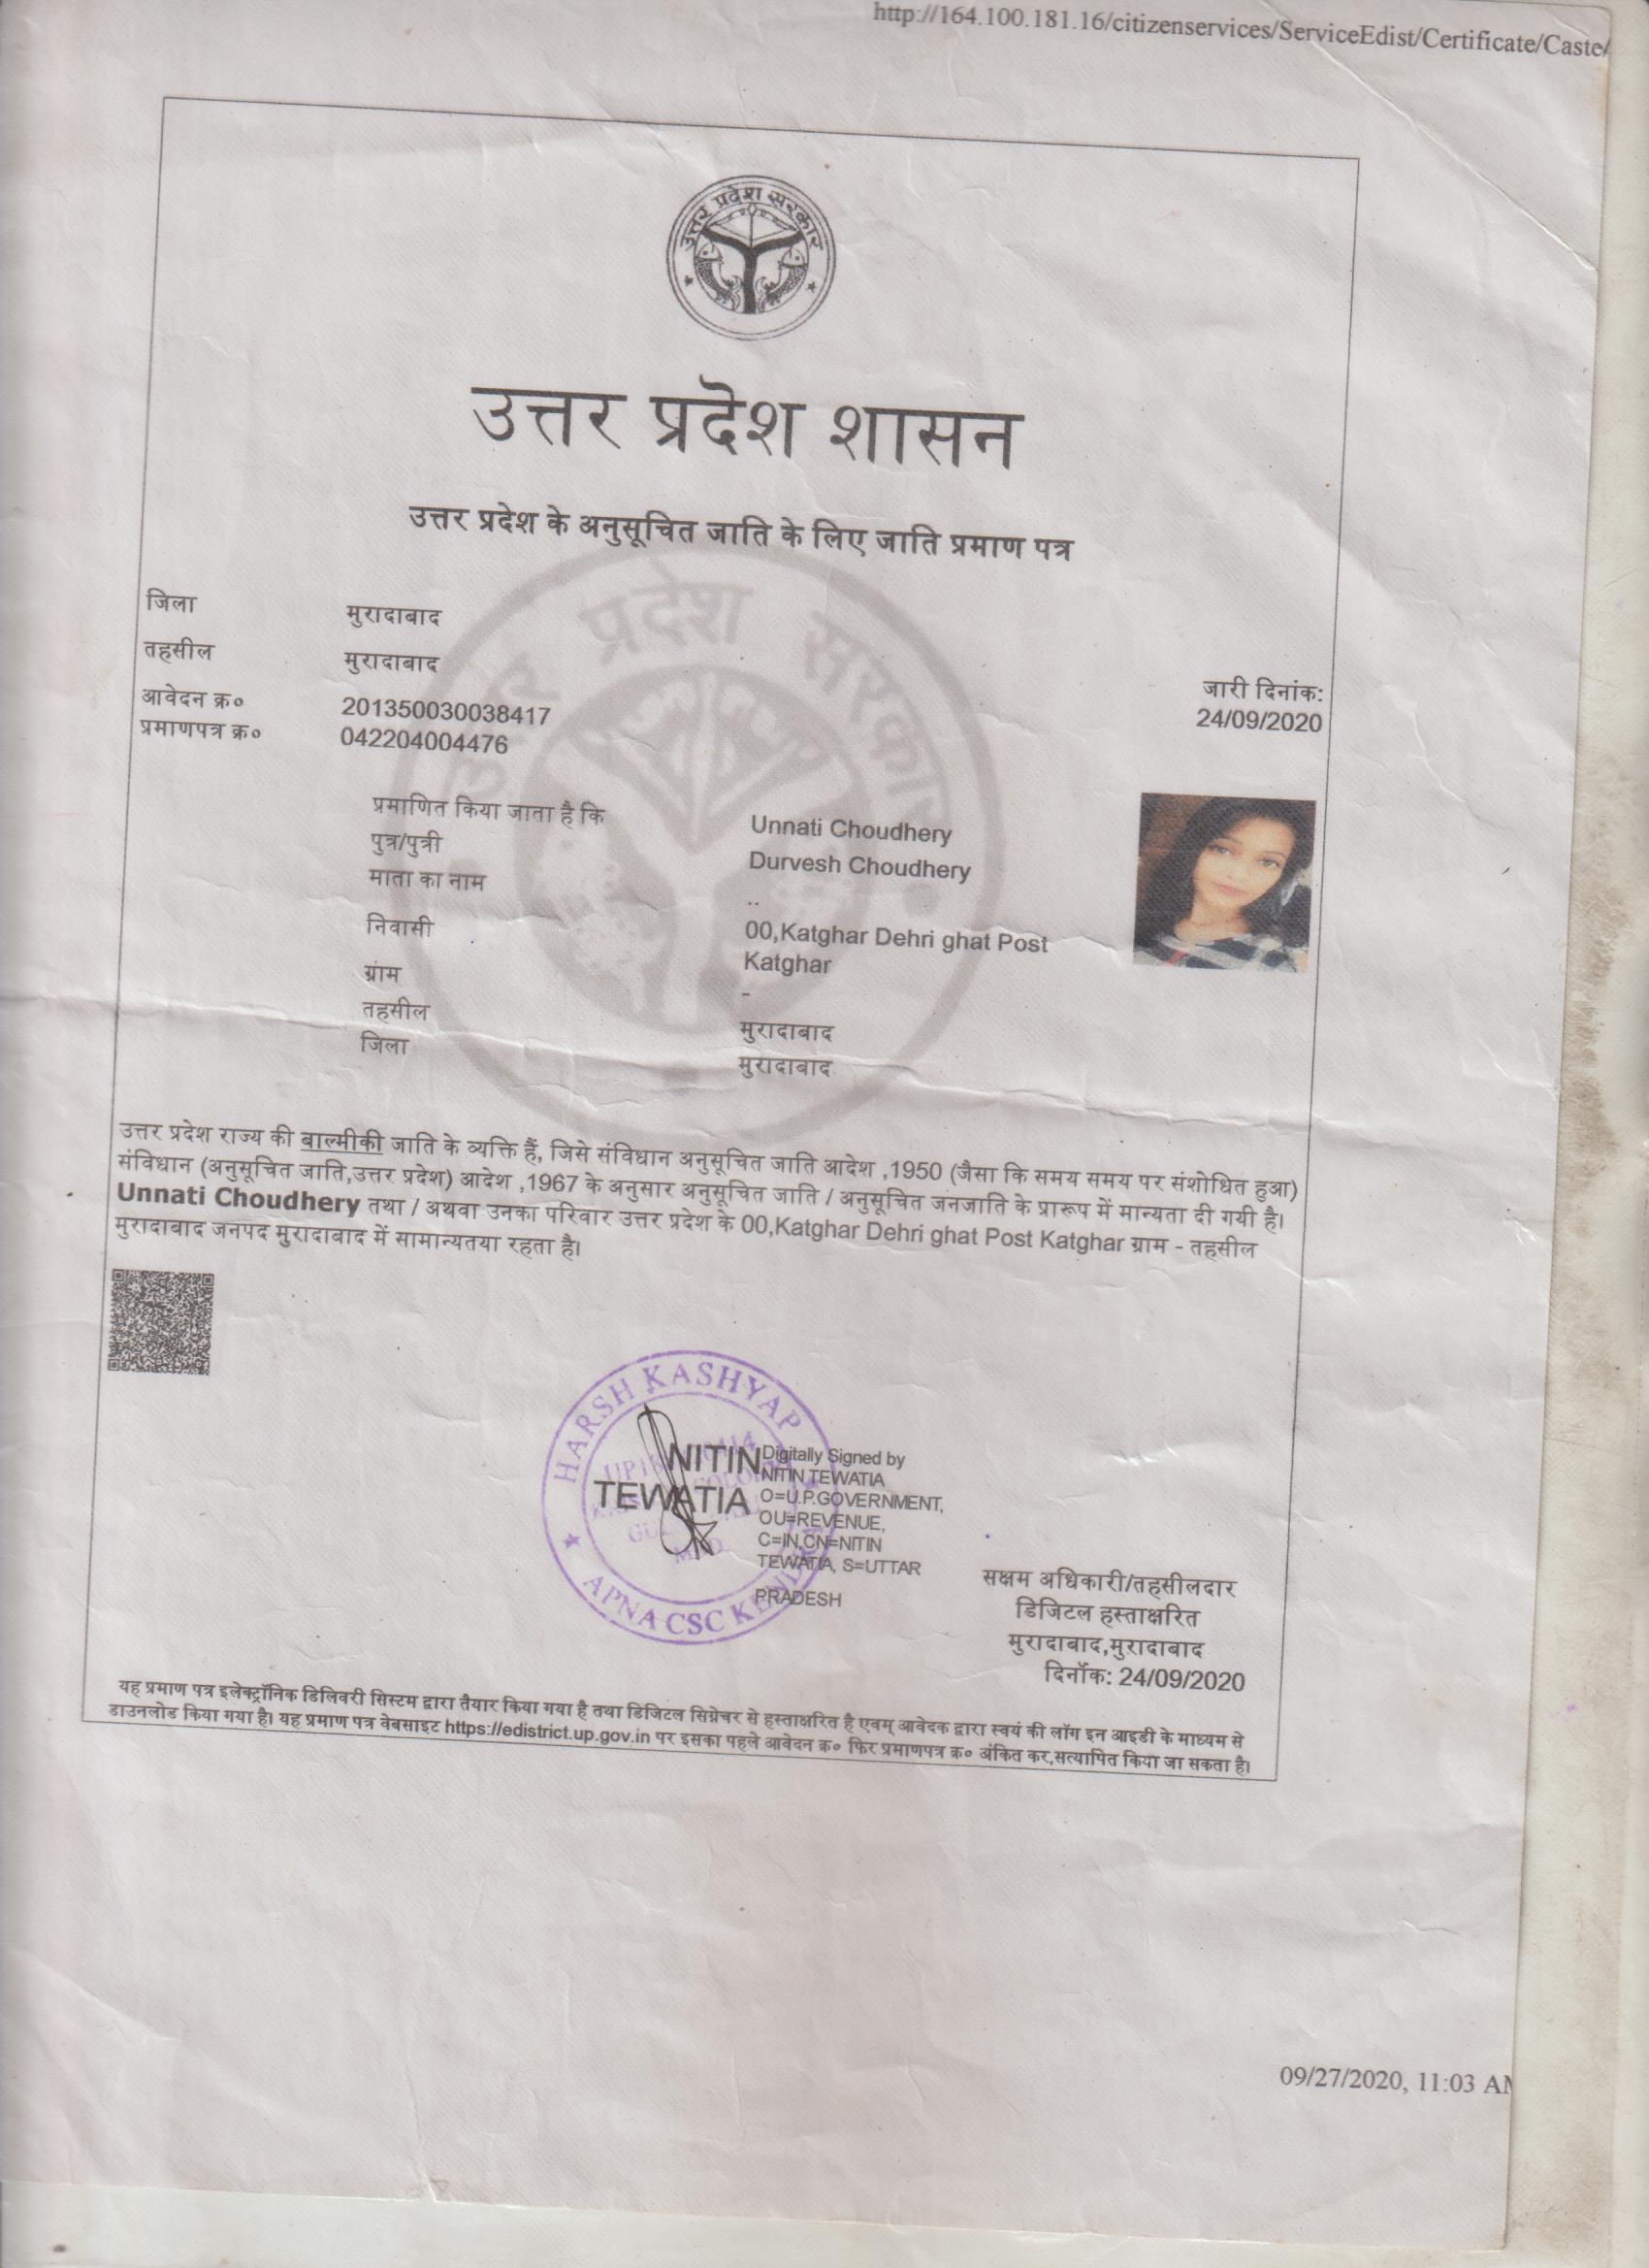 http://164.100.181.16/citizenservices/ServiceEdist/Certificate/Caste/
उत्तर प्रदेश सरकार
उत्तर प्रदेश शासन
उत्तर प्रदेश के अनुसूचित जाति के लिए जाति प्रमाण पत्र
जिला मुरादाबाद
तहसील मुरादाबाद
आवेदन क्र० 201350030038417
प्रमाणपत्र क्र० 042204004476
जारी दिनांक:
24/09/2020
प्रमाणित किया जाता है कि Unnati Choudhery
पुत्र/पुत्री Durvesh Choudhery
माता का नाम ..
निवासी 00,Katghar Dehri ghat Post
Katghar
ग्राम -
तहसील मुरादाबाद
जिला मुरादाबाद
उत्तर प्रदेश राज्य की बाल्मीकी जाति के व्यक्ति हैं, जिसे संविधान अनुसूचित जाति आदेश ,1950 (जैसा कि समय समय पर संशोधित हुआ)
संविधान (अनुसूचित जाति,उत्तर प्रदेश) आदेश ,1967 के अनुसार अनुसूचित जाति / अनुसूचित जनजाति के प्रारूप में मान्यता दी गयी है।
Unnati Choudhery तथा / अथवा उनका परिवार उत्तर प्रदेश के 00,Katghar Dehri ghat Post Katghar ग्राम - तहसील
मुरादाबाद जनपद मुरादाबाद में सामान्यतया रहता है।
HARSH KASHYAP
APNA CSC KENDRA
NITIN
TEWATIA
Digitally Signed by
NITIN TEWATIA
O=U.P.GOVERNMENT,
OU=REVENUE,
C=IN,CN=NITIN
TEWATIA, S=UTTAR
PRADESH
सक्षम अधिकारी/तहसीलदार
डिजिटल हस्ताक्षरित
मुरादाबाद,मुरादाबाद
दिनॉंक: 24/09/2020
यह प्रमाण पत्र इलेक्ट्रॉनिक डिलिवरी सिस्टम द्वारा तैयार किया गया है तथा डिजिटल सिग्नेचर से हस्ताक्षरित है एवम् आवेदक द्वारा स्वयं की लॉग इन आइडी के माध्यम से
डाउनलोड किया गया है। यह प्रमाण पत्र वेबसाइट https://edistrict.up.gov.in पर इसका पहले आवेदन क्र० फिर प्रमाणपत्र क्र० अंकित कर,सत्यापित किया जा सकता है।
09/27/2020, 11:03 AM